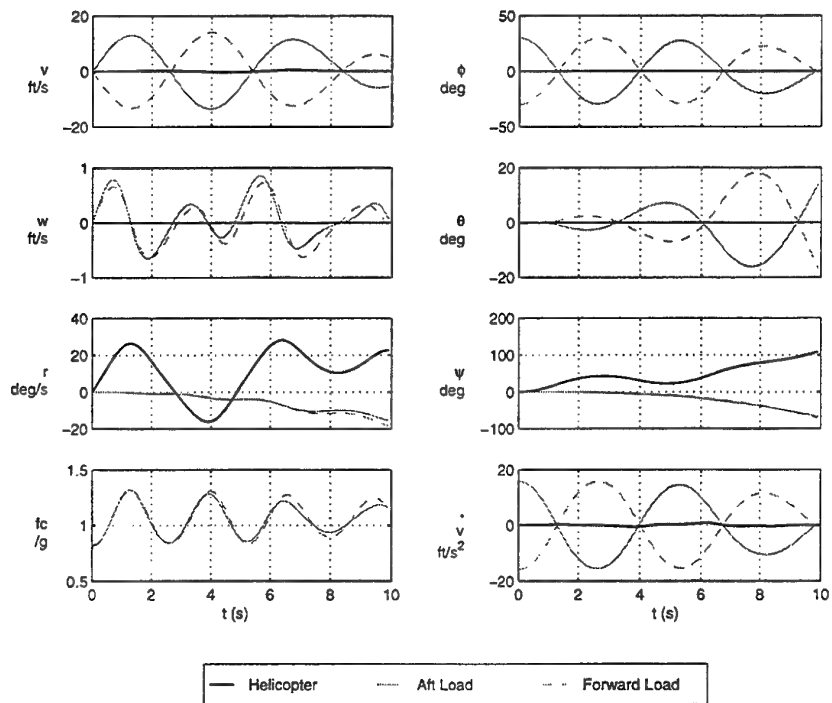 20
0
-20
v
ft/s
50
0
-50
ϕ
deg
1
0
-1
w
ft/s
20
0
-20
θ
deg
40
20
0
-20
r
deg/s
200
100
0
-100
ψ
deg
1.5
1
0.5
fc
/g
0 2 4 6 8 10
t (s)
20
0
-20
v̇
ft/s²
0 2 4 6 8 10
t (s)
Helicopter Aft Load Forward Load